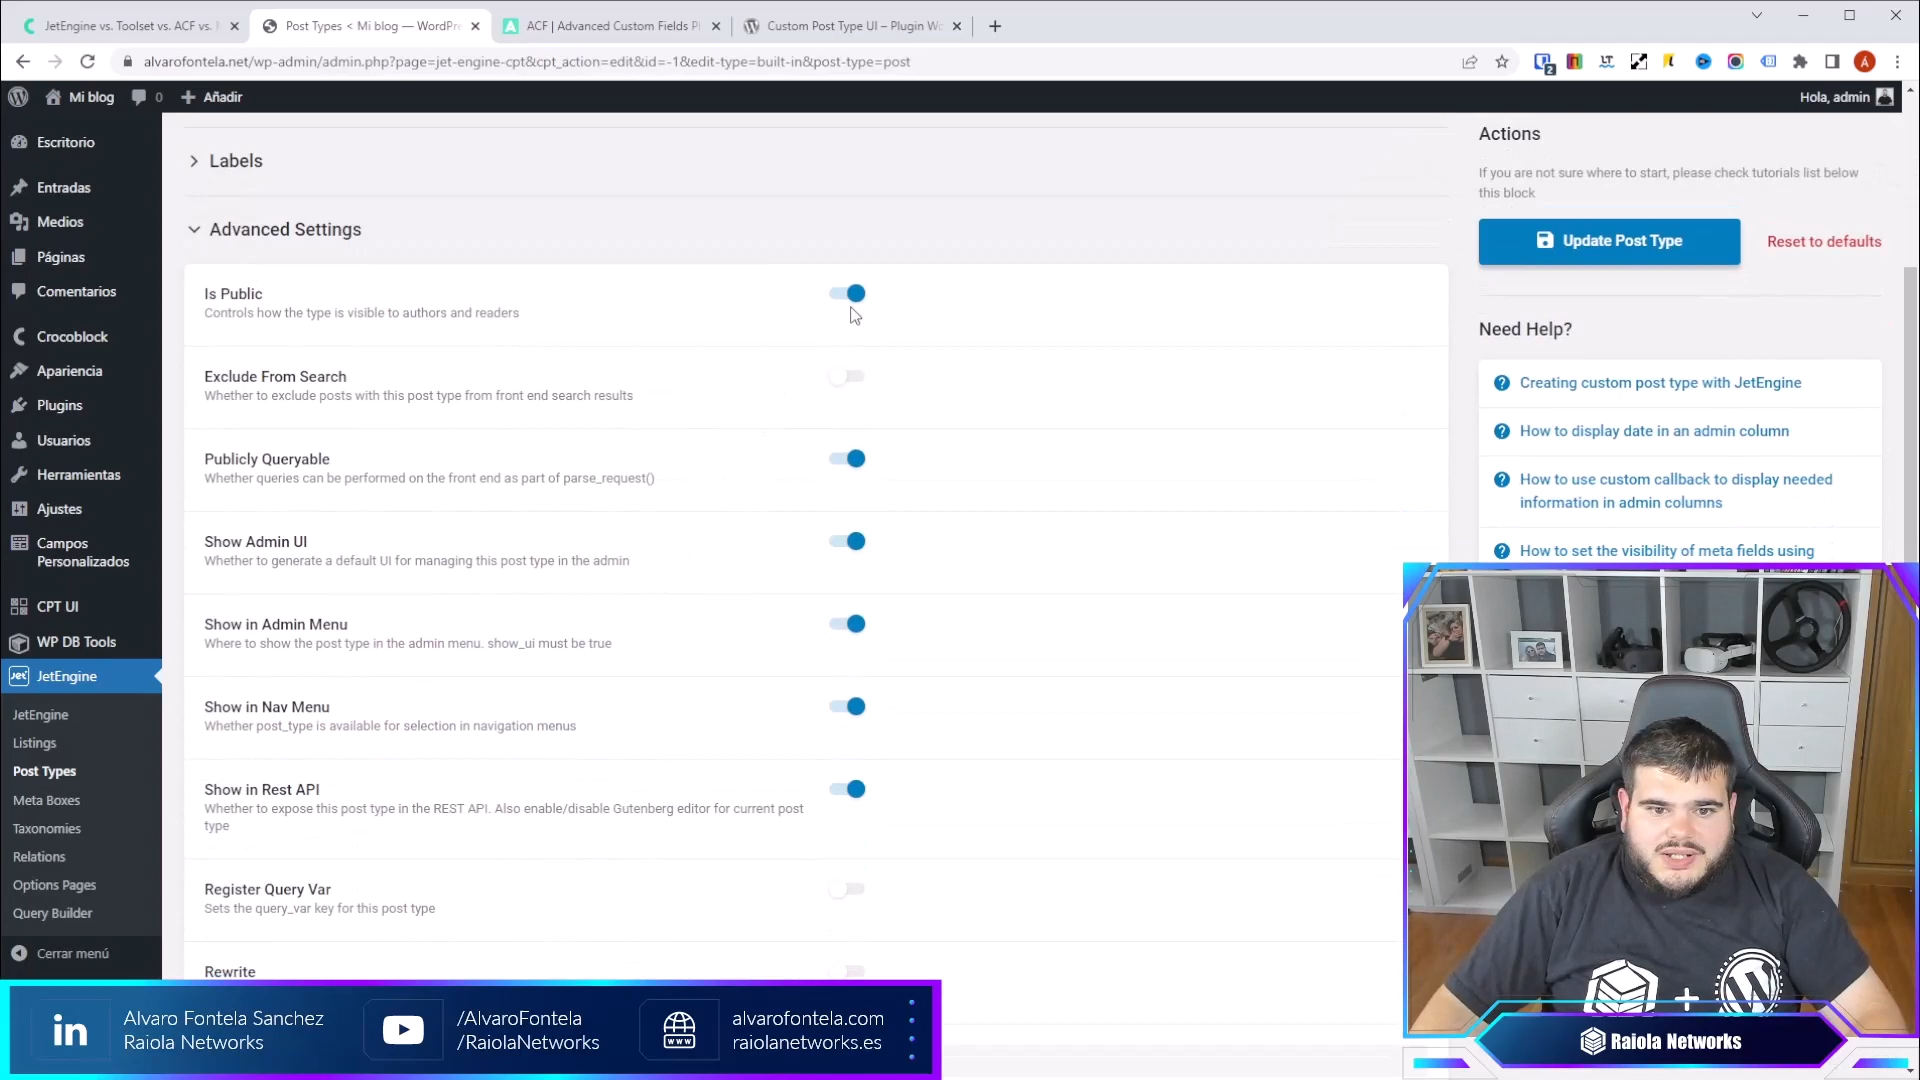 JetEngine vs. Toolset vs. ACF vs.
Post Types < Mi blog — WordPre
ACF | Advanced Custom Fields Pl
Custom Post Type UI – Plugin Wo
alvarofontela.net/wp-admin/admin.php?page=jet-engine-cpt&cpt_action=edit&id=-1&edit-type=built-in&post-type=post
2
A
Mi blog
0
Añadir
Hola, admin
Escritorio
Entradas
Medios
Páginas
Comentarios
Crocoblock
Apariencia
Plugins
Usuarios
Herramientas
Ajustes
Campos
Personalizados
CPT UI
WP DB Tools
JetEngine
JetEngine
Listings
Post Types
Meta Boxes
Taxonomies
Relations
Options Pages
Query Builder
Cerrar menú
Labels
Advanced Settings
Is Public
Controls how the type is visible to authors and readers
Exclude From Search
Whether to exclude posts with this post type from front end search results
Publicly Queryable
Whether queries can be performed on the front end as part of parse_request()
Show Admin UI
Whether to generate a default UI for managing this post type in the admin
Show in Admin Menu
Where to show the post type in the admin menu. show_ui must be true
Show in Nav Menu
Whether post_type is available for selection in navigation menus
Show in Rest API
Whether to expose this post type in the REST API. Also enable/disable Gutenberg editor for current post
type
Register Query Var
Sets the query_var key for this post type
Rewrite
Actions
If you are not sure where to start, please check tutorials list below
this block
Update Post Type
Reset to defaults
Need Help?
Creating custom post type with JetEngine
How to display date in an admin column
How to use custom callback to display needed
information in admin columns
How to set the visibility of meta fields using
in
Alvaro Fontela Sanchez
Raiola Networks
/AlvaroFontela
/RaiolaNetworks
www
alvarofontela.com
raiolanetworks.es
+
Raiola Networks